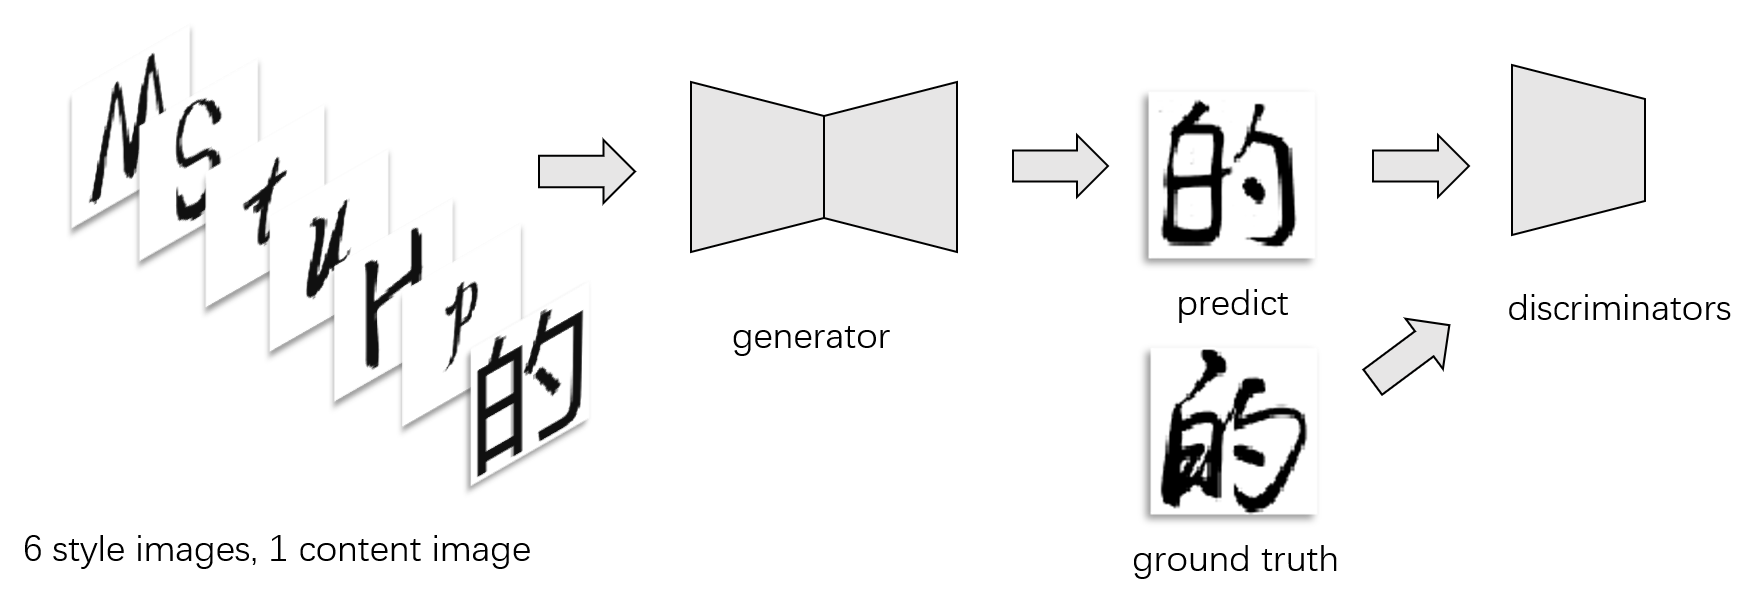 M
S
t
u
H
p
的
generator
的
predict
的
ground truth
discriminators
6 style images, 1 content image